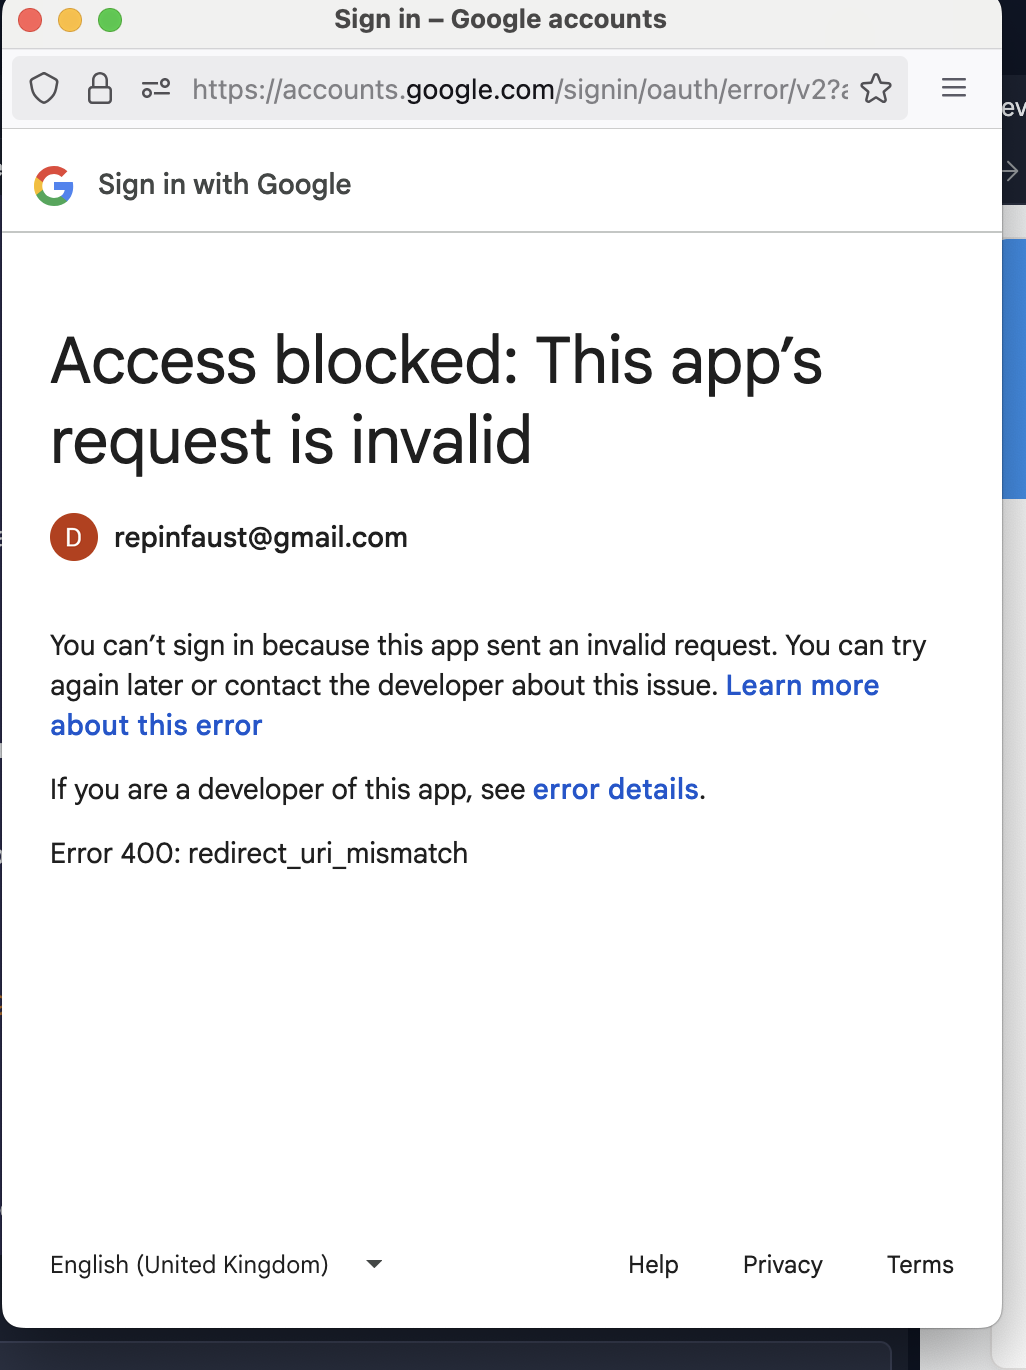 Sign in – Google accounts
https://accounts.google.com/signin/oauth/error/v2?
Sign in with Google
Access blocked: This app’s
request is invalid
D repinfaust@gmail.com
You can’t sign in because this app sent an invalid request. You can try
again later or contact the developer about this issue. Learn more
about this error
If you are a developer of this app, see error details.
Error 400: redirect_uri_mismatch
English (United Kingdom) Help Privacy Terms